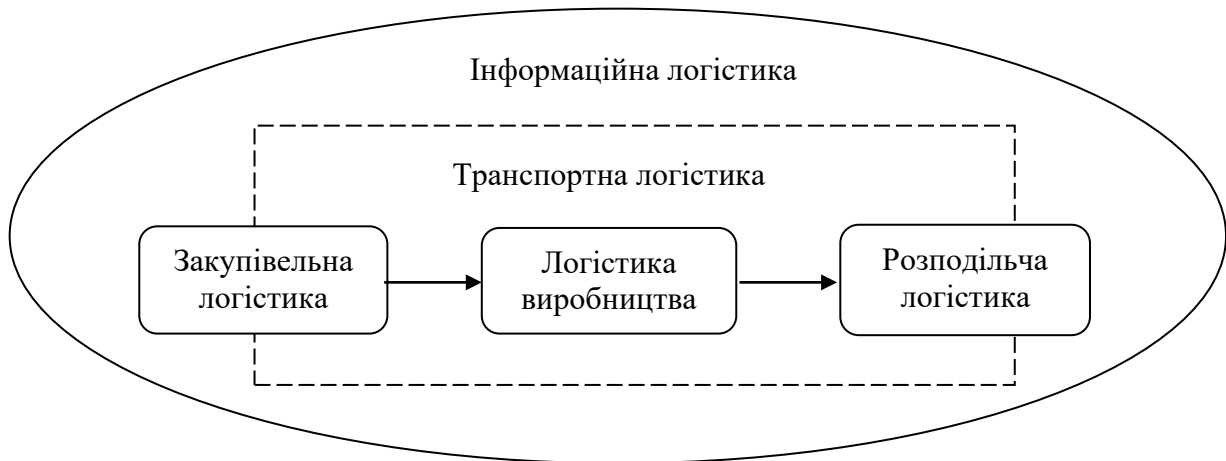 Інформаційна логістика
Транспортна логістика
Закупівельна
логістика
Логістика
виробництва
Розподільча
логістика